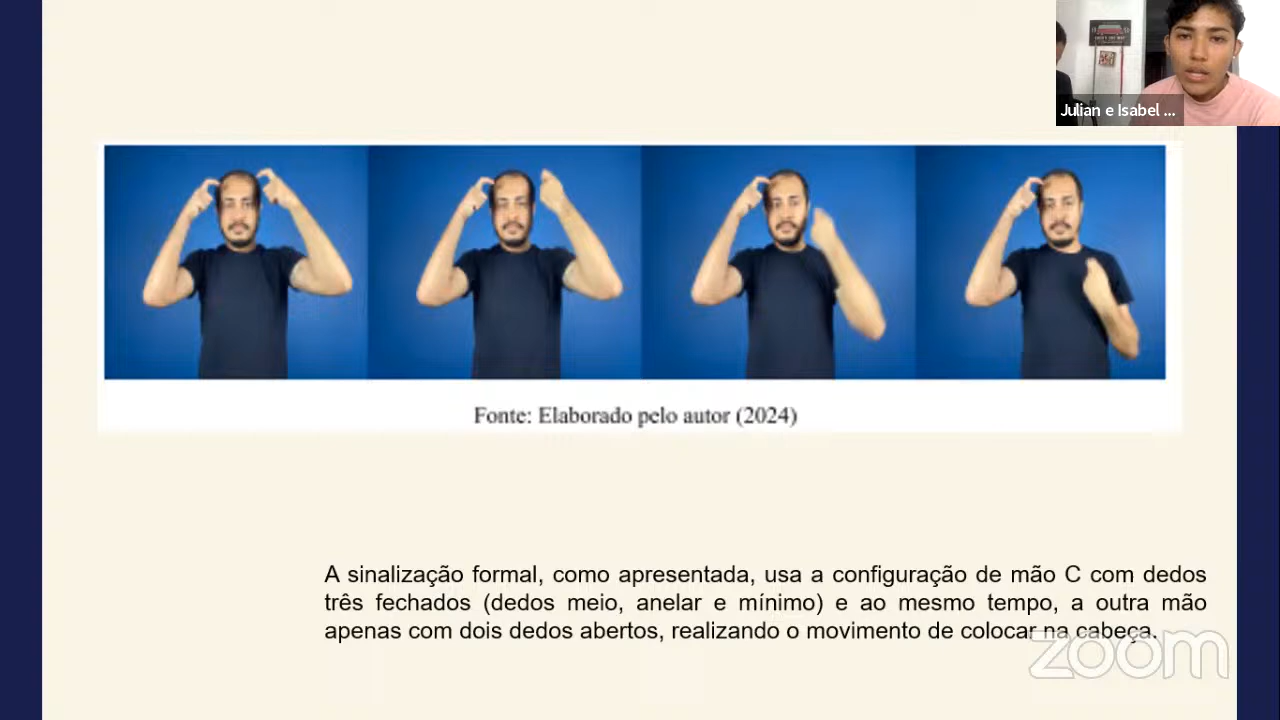 Julian e Isabel ...
Fonte: Elaborado pelo autor (2024)
A sinalização formal, como apresentada, usa a configuração de mão C com dedos
três fechados (dedos meio, anelar e mínimo) e ao mesmo tempo, a outra mão
apenas com dois dedos abertos, realizando o movimento de colocar na cabeça.
zoom